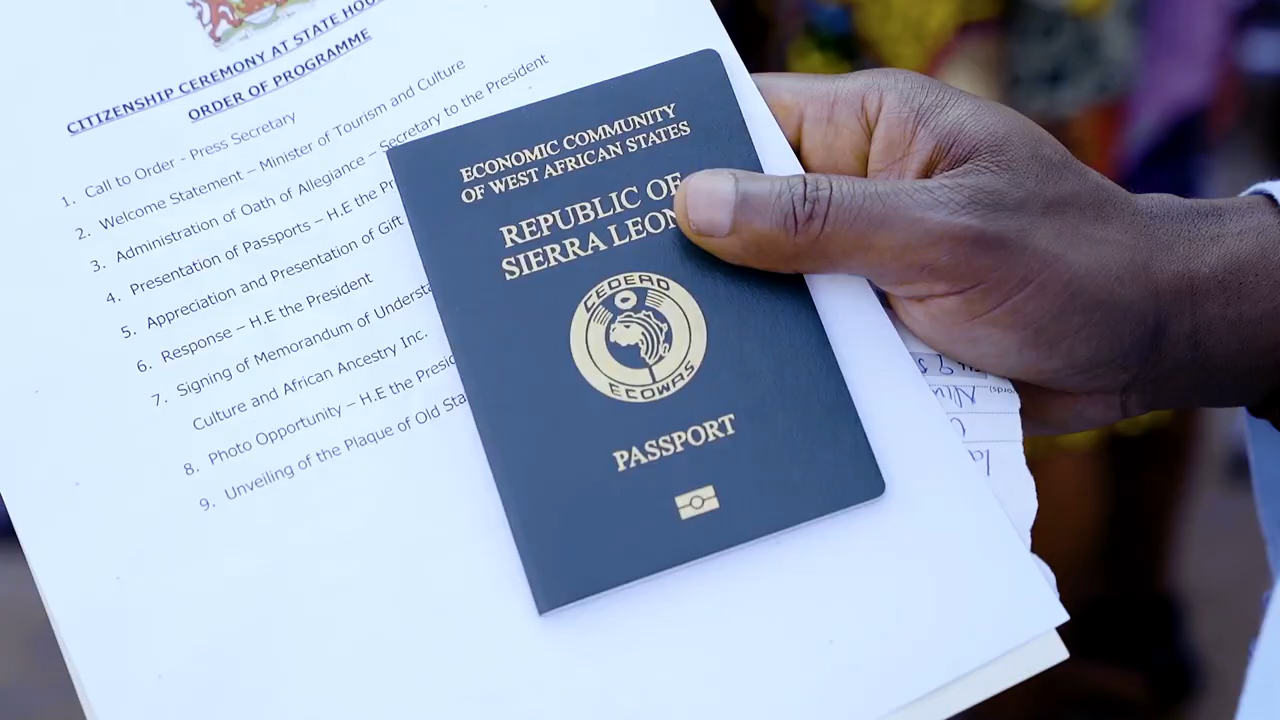 CITIZENSHIP CEREMONY AT STATE HOU
ORDER OF PROGRAMME
1. Call to Order - Press Secretary
2. Welcome Statement – Minister of Tourism and Culture
3. Administration of Oath of Allegiance – Secretary to the President
4. Presentation of Passports – H.E the Pr
5. Appreciation and Presentation of Gift
6. Response – H.E the President
7. Signing of Memorandum of Understa
Culture and African Ancestry Inc.
8. Photo Opportunity – H.E the Presid
9. Unveiling of the Plaque of Old Sta
ECONOMIC COMMUNITY
OF WEST AFRICAN STATES
REPUBLIC OF
SIERRA LEON
CEDEAO
ECOWAS
PASSPORT